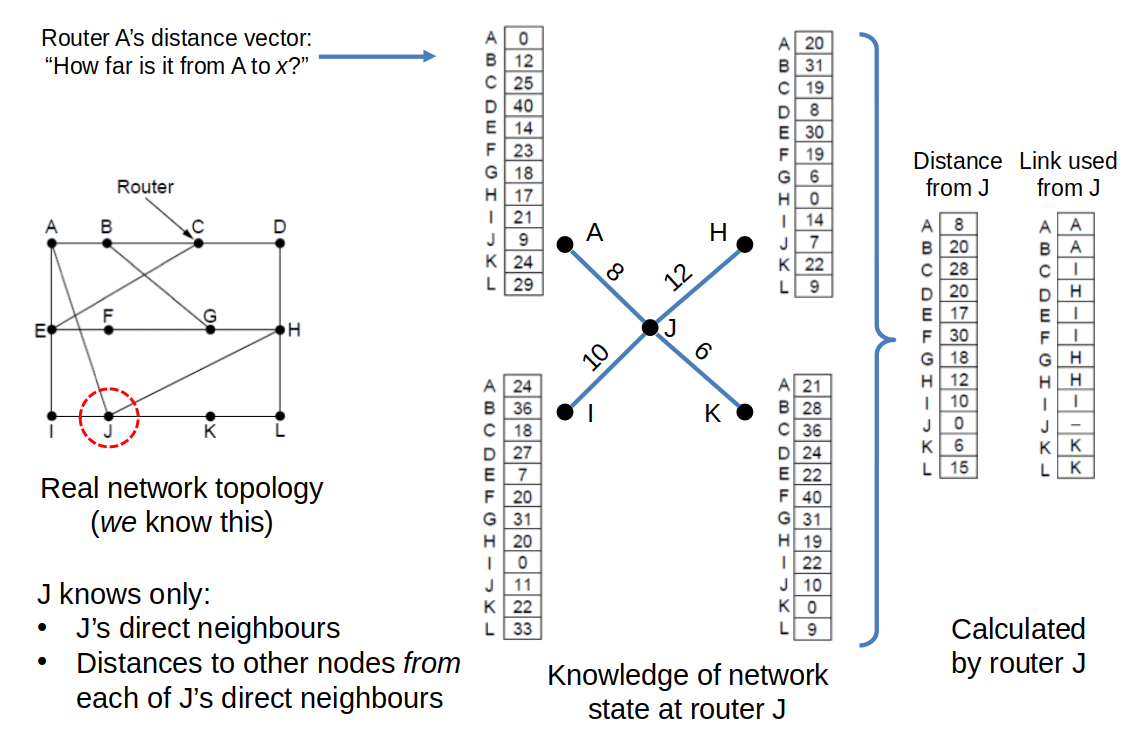 Router A’s distance vector:
“How far is it from A to x?”
A 0
B 12
C 25
D 40
E 14
F 23
G 18
H 17
I 21
J 9
K 24
L 29
A 20
B 31
C 19
D 8
E 30
F 19
G 6
H 0
I 14
J 7
K 22
L 9
Router
A B C D
E F G H
I J K L
Real network topology
(we know this)
J knows only:
• J’s direct neighbours
• Distances to other nodes from
each of J’s direct neighbours
A H
8 12
J
10 6
I K
A 24
B 36
C 18
D 27
E 7
F 20
G 31
H 20
I 0
J 11
K 22
L 33
A 21
B 28
C 36
D 24
E 22
F 40
G 31
H 19
I 22
J 10
K 0
L 9
Knowledge of network
state at router J
Distance
from J
A 8
B 20
C 28
D 20
E 17
F 30
G 18
H 12
I 10
J 0
K 6
L 15
Link used
from J
A A
B A
C I
D H
E I
F I
G H
H H
I I
J –
K K
L K
Calculated
by router J